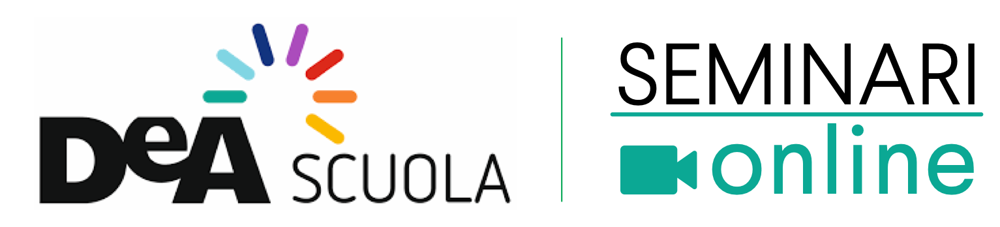 DeA SCUOLA
SEMINARI
online